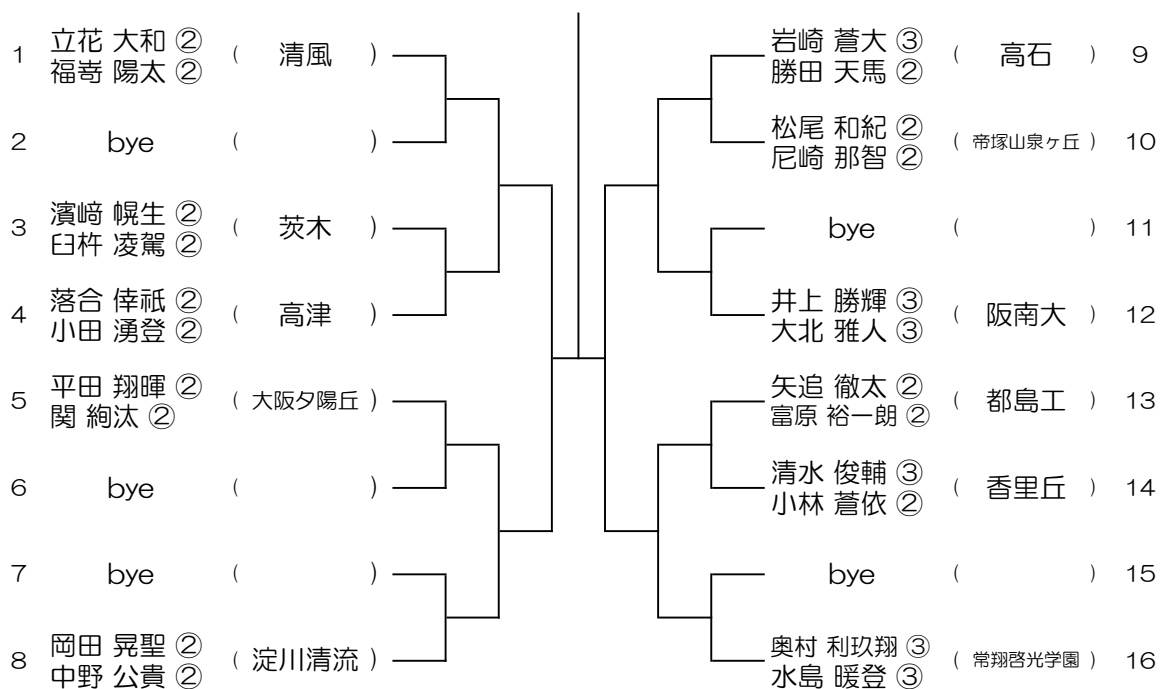 1 立花 大和 ② ( 清風 )
福嵜 陽太 ②
2 bye ( )
3 濵﨑 幌生 ② ( 茨木 )
臼杵 凌駕 ②
4 落合 倖祇 ② ( 高津 )
小田 湧登 ②
5 平田 翔暉 ② ( 大阪夕陽丘 )
関 絢汰 ②
6 bye ( )
7 bye ( )
8 岡田 晃聖 ② ( 淀川清流 )
中野 公貴 ②
岩崎 蒼大 ③ ( 高石 ) 9
勝田 天馬 ②
松尾 和紀 ② ( 帝塚山泉ヶ丘 ) 10
尼崎 那智 ②
bye ( ) 11
井上 勝輝 ③ ( 阪南大 ) 12
大北 雅人 ③
矢追 徹太 ② ( 都島工 ) 13
富原 裕一朗 ②
清水 俊輔 ③ ( 香里丘 ) 14
小林 蒼依 ②
bye ( ) 15
奥村 利玖翔 ③ ( 常翔啓光学園 ) 16
水島 暖登 ③